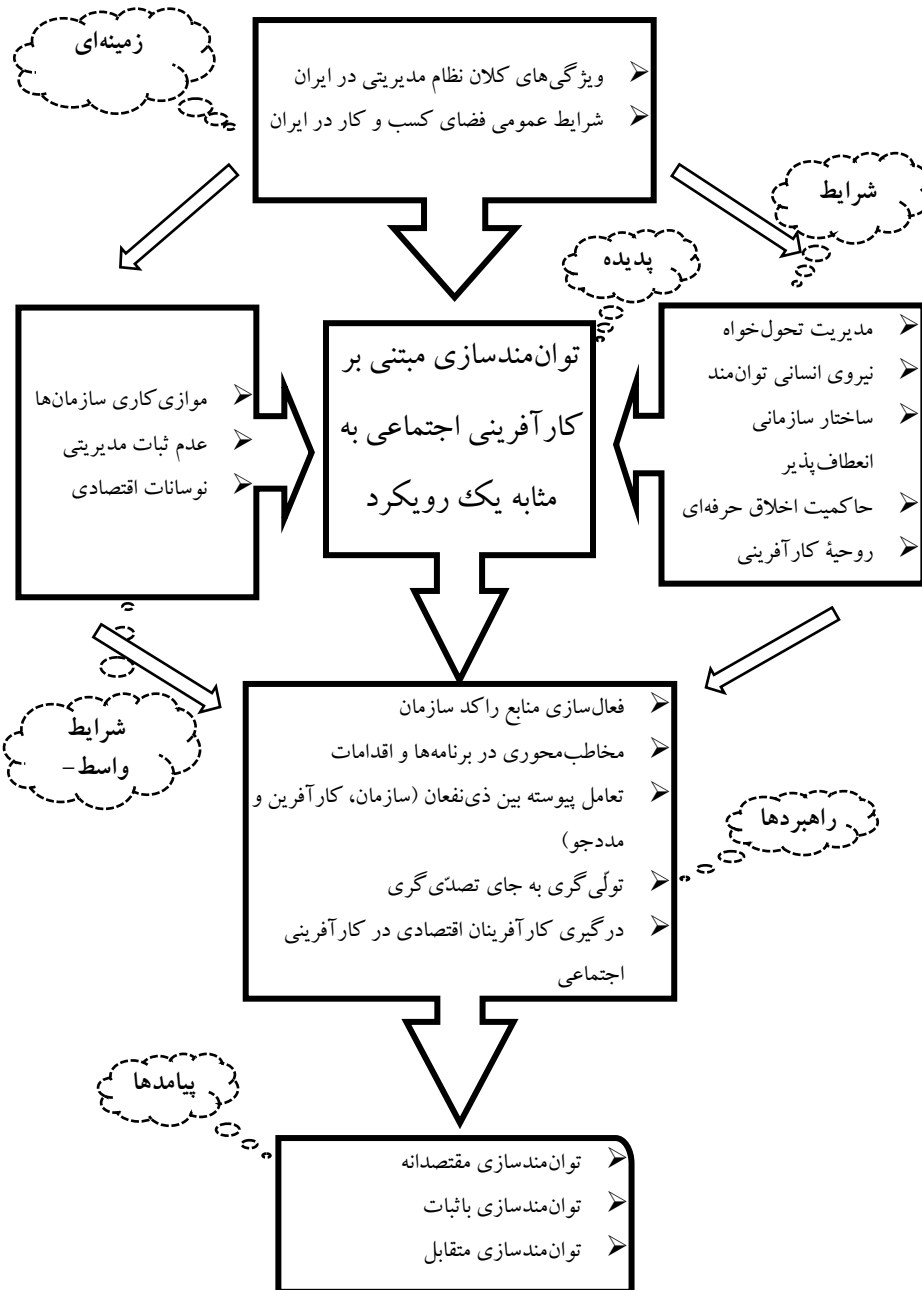 زمینه‌ای
ویژگی‌های کلان نظام مدیریتی در ایران
شرایط عمومی فضای کسب و کار در ایران
شرایط
پدیده
مدیریت تحول‌خواه
نیروی انسانی توان‌مند
ساختار سازمانی
انعطاف‌پذیر
حاکمیت اخلاق حرفه‌ای
روحیۀ کارآفرینی
توان‌مندسازی مبتنی بر
کارآفرینی اجتماعی به
مثابه یک رویکرد
موازی‌کاری سازمان‌ها
عدم ثبات مدیریتی
نوسانات اقتصادی
شرایط
واسط–
فعال‌سازی منابع راکد سازمان
مخاطب‌محوری در برنامه‌ها و اقدامات
تعامل پیوسته بین ذی‌نفعان (سازمان، کارآفرین و
مددجو)
تولّی‌گری به جای تصدّی‌گری
درگیری کارآفرینان اقتصادی در کارآفرینی
اجتماعی
راهبردها
پیامدها
توان‌مندسازی مقتصدانه
توان‌مندسازی باثبات
توان‌مندسازی متقابل